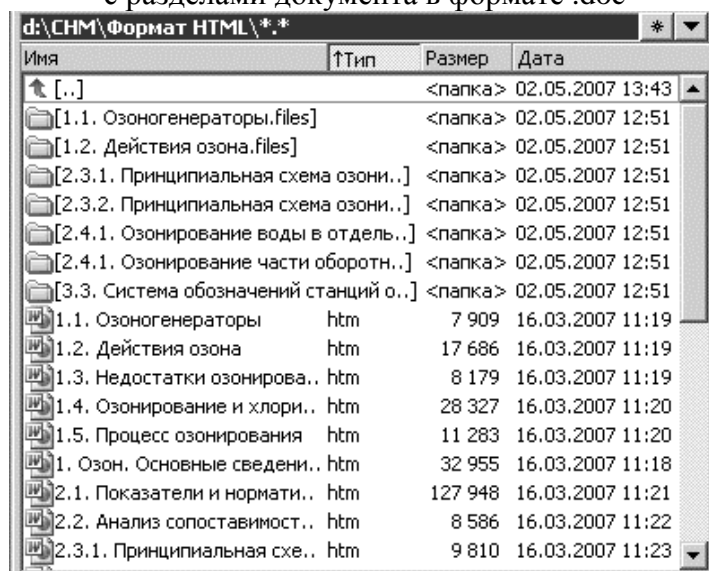 с разделами документа в формате .doc
d:\CHM\Формат HTML\*.*
Имя ↑Тип Размер Дата
[..] <папка> 02.05.2007 13:43
[1.1. Озоногенераторы.files] <папка> 02.05.2007 12:51
[1.2. Действия озона.files] <папка> 02.05.2007 12:51
[2.3.1. Принципиальная схема озони..] <папка> 02.05.2007 12:51
[2.3.2. Принципиальная схема озони..] <папка> 02.05.2007 12:51
[2.4.1. Озонирование воды в отдель..] <папка> 02.05.2007 12:51
[2.4.1. Озонирование части оборотн..] <папка> 02.05.2007 12:51
[3.3. Система обозначений станций о..] <папка> 02.05.2007 12:51
1.1. Озоногенераторы htm 7 909 16.03.2007 11:19
1.2. Действия озона htm 17 686 16.03.2007 11:19
1.3. Недостатки озонирова.. htm 8 179 16.03.2007 11:19
1.4. Озонирование и хлори.. htm 28 327 16.03.2007 11:20
1.5. Процесс озонирования htm 11 283 16.03.2007 11:20
1. Озон. Основные сведени.. htm 32 955 16.03.2007 11:18
2.1. Показатели и нормати.. htm 127 948 16.03.2007 11:21
2.2. Анализ сопоставимост.. htm 8 586 16.03.2007 11:22
2.3.1. Принципиальная схе.. htm 9 810 16.03.2007 11:23